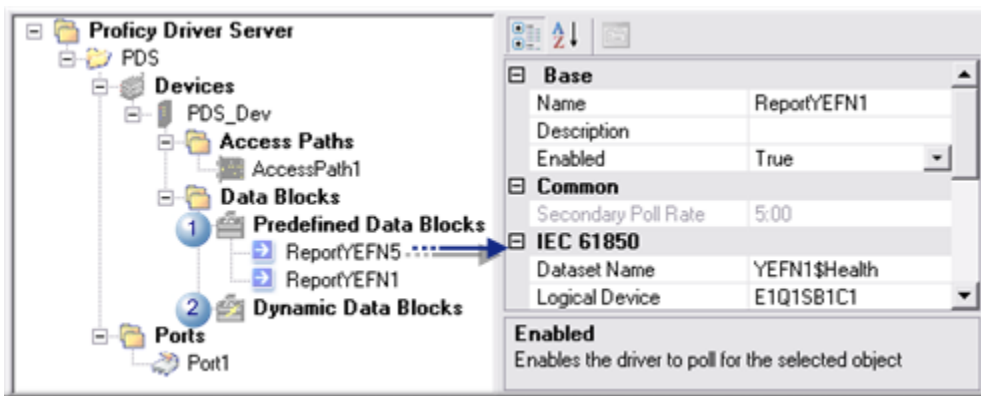 Proficy Driver Server
PDS
Devices
PDS_Dev
Access Paths
AccessPath1
Data Blocks
1 Predefined Data Blocks
ReportYEFN5
ReportYEFN1
2 Dynamic Data Blocks
Ports
Port1
A
Z
Base
Name ReportYEFN1
Description
Enabled True
Common
Secondary Poll Rate 5:00
IEC 61850
Dataset Name YEFN1$Health
Logical Device E1Q1SB1C1
Enabled
Enables the driver to poll for the selected object